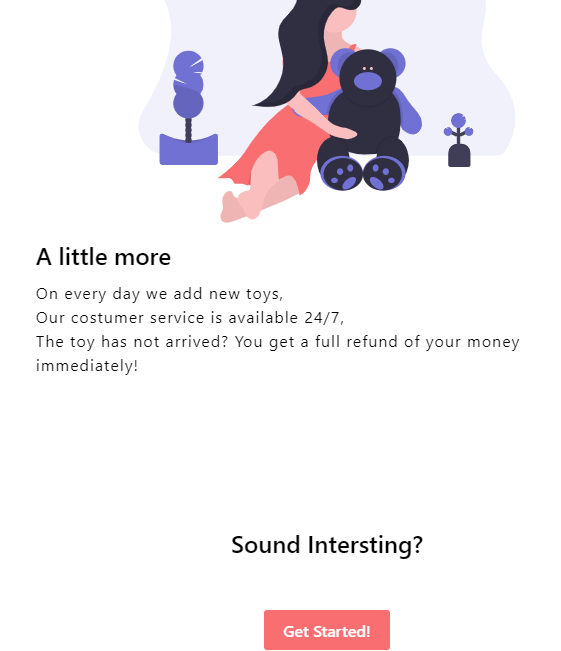 A little more
On every day we add new toys,
Our costumer service is available 24/7,
The toy has not arrived? You get a full refund of your money
immediately!
Sound Intersting?
Get Started!